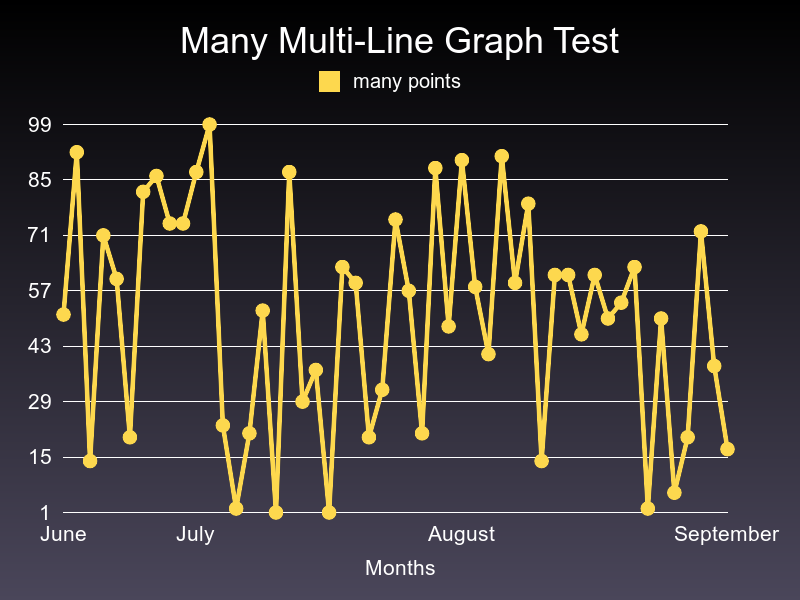 Many Multi-Line Graph Test
many points
99
85
71
57
43
29
15
1
June July August September
Months